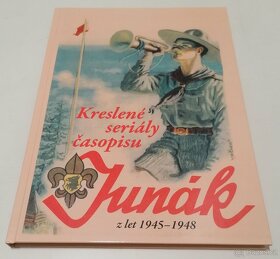 Kreslené
seriály
časopisu
Junák
z let 1945–1948